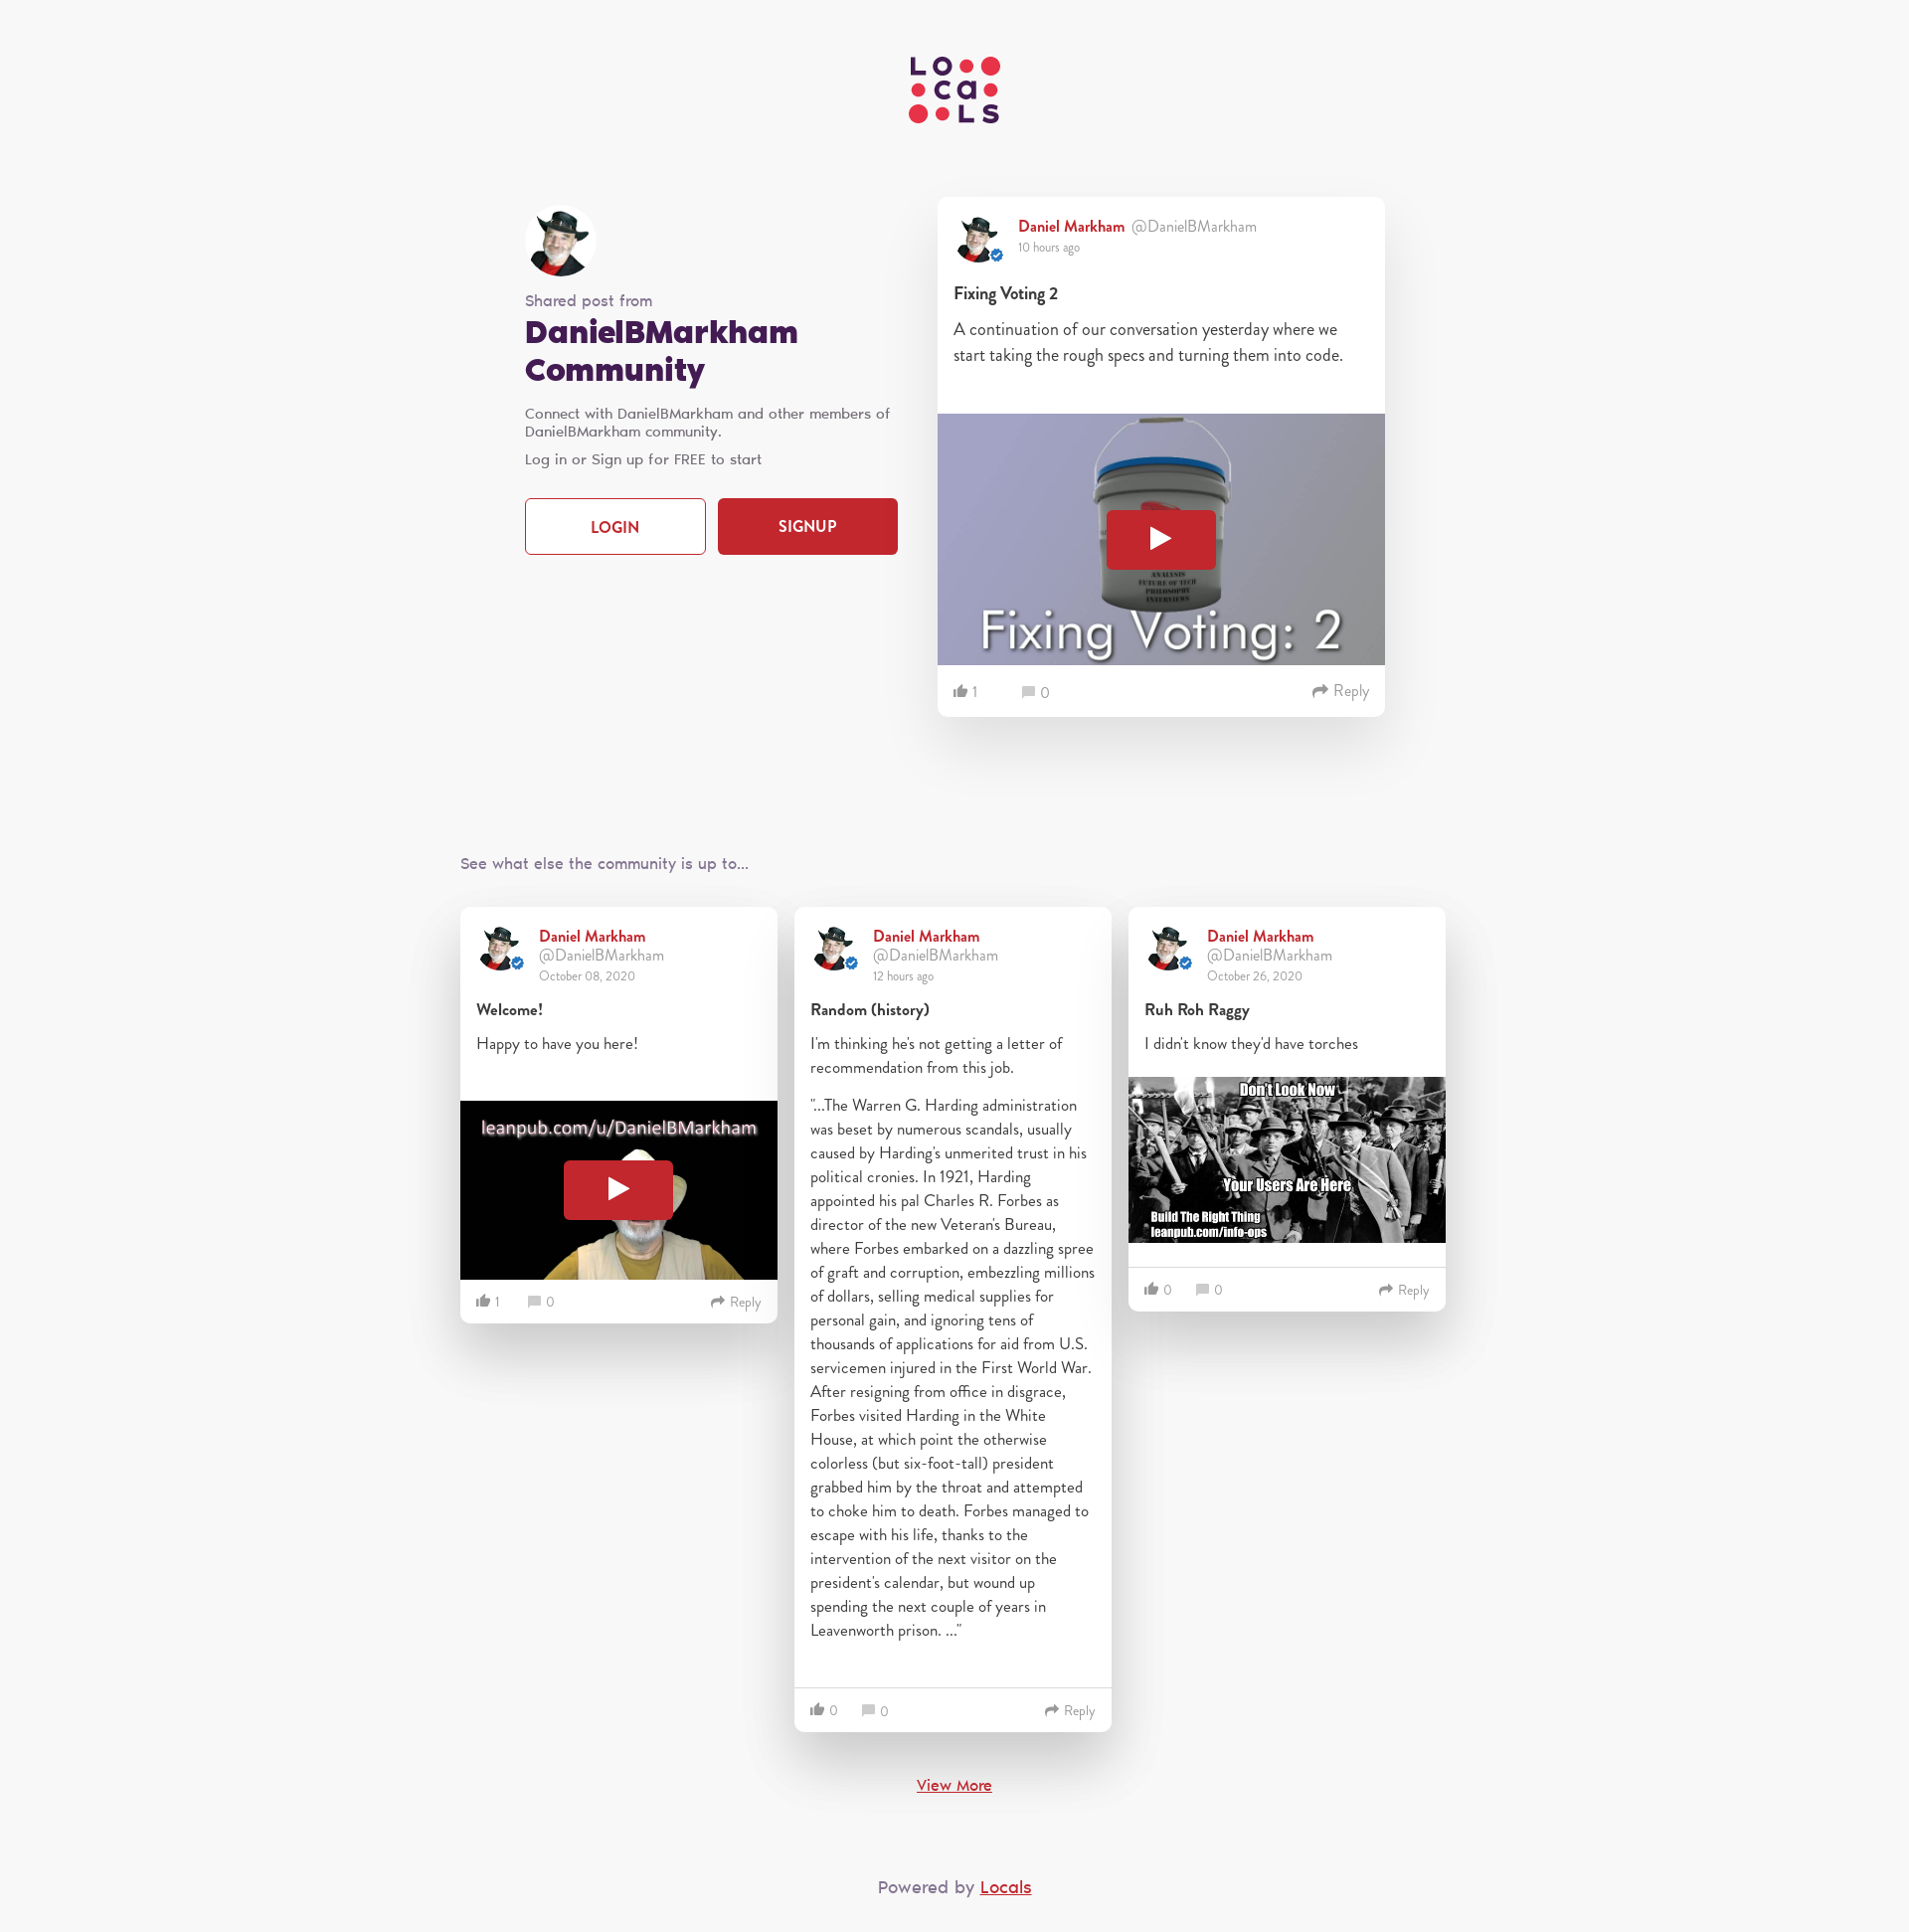 LO
ca
LS
Shared post from
DanielBMarkham
Community
Connect with DanielBMarkham and other members of
DanielBMarkham community.
Log in or Sign up for FREE to start
LOGIN
SIGNUP
Daniel Markham @DanielBMarkham
10 hours ago
Fixing Voting 2
A continuation of our conversation yesterday where we
start taking the rough specs and turning them into code.
ANALYSIS
FUTURE OF TECH
PHILOSOPHY
INTERVIEWS
Fixing Voting: 2
1
0
Reply
See what else the community is up to...
Daniel Markham
@DanielBMarkham
October 08, 2020
Welcome!
Happy to have you here!
leanpub.com/u/DanielBMarkham
1
0
Reply
Daniel Markham
@DanielBMarkham
12 hours ago
Random (history)
I'm thinking he's not getting a letter of
recommendation from this job.
"...The Warren G. Harding administration
was beset by numerous scandals, usually
caused by Harding's unmerited trust in his
political cronies. In 1921, Harding
appointed his pal Charles R. Forbes as
director of the new Veteran's Bureau,
where Forbes embarked on a dazzling spree
of graft and corruption, embezzling millions
of dollars, selling medical supplies for
personal gain, and ignoring tens of
thousands of applications for aid from U.S.
servicemen injured in the First World War.
After resigning from office in disgrace,
Forbes visited Harding in the White
House, at which point the otherwise
colorless (but six-foot-tall) president
grabbed him by the throat and attempted
to choke him to death. Forbes managed to
escape with his life, thanks to the
intervention of the next visitor on the
president's calendar, but wound up
spending the next couple of years in
Leavenworth prison. ..."
0
0
Reply
Daniel Markham
@DanielBMarkham
October 26, 2020
Ruh Roh Raggy
I didn't know they'd have torches
Don't Look Now
Your Users Are Here
Build The Right Thing
leanpub.com/info-ops
0
0
Reply
View More
Powered by Locals